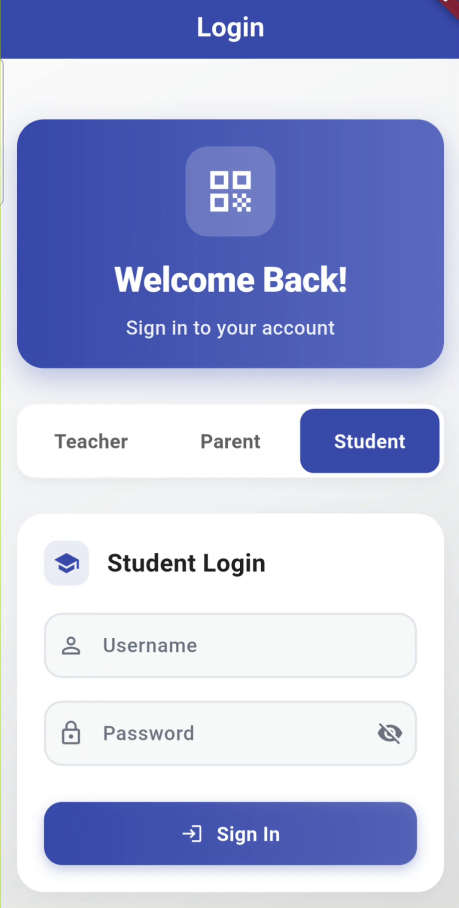 Login
Welcome Back!
Sign in to your account
Teacher Parent Student
Student Login
Username
Password
Sign In